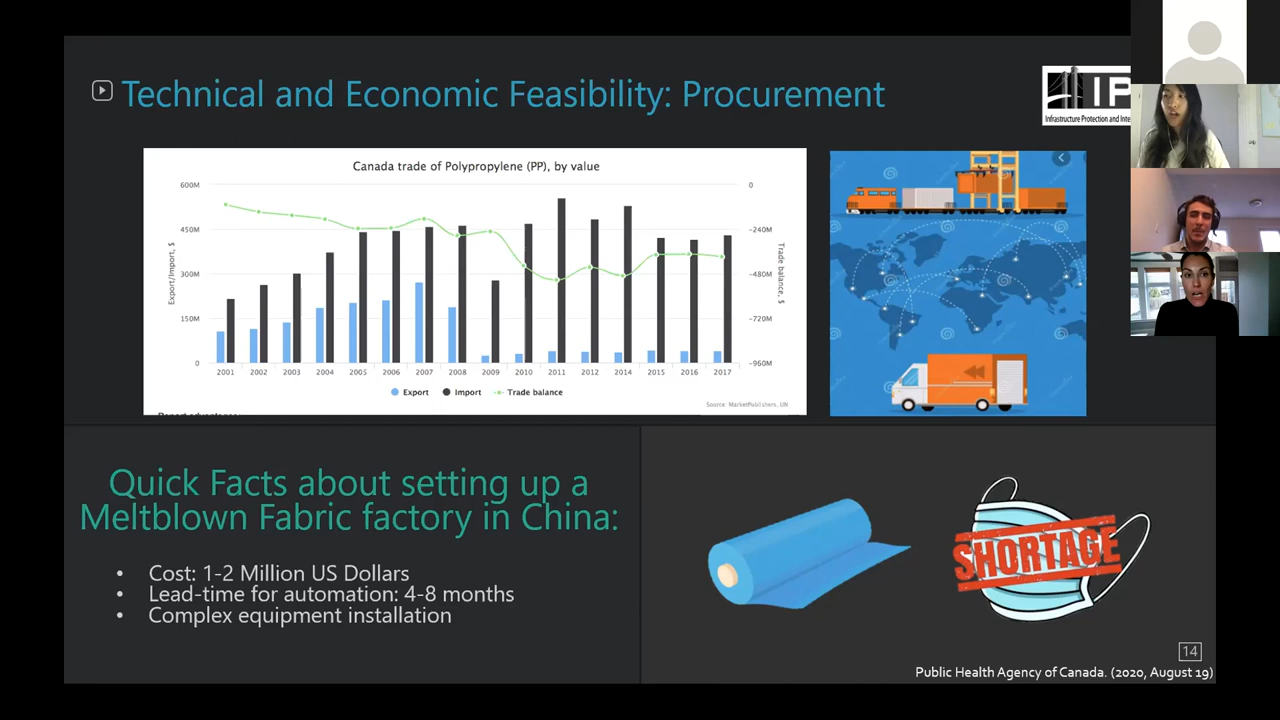 Technical and Economic Feasibility: Procurement
IP
Infrastructure Protection and Inte
Canada trade of Polypropylene (PP), by value
600M
450M
300M
150M
0
Export/Import, $
0
-240M
-480M
-720M
-960M
Trade balance, $
2001 2002 2003 2004 2005 2006 2007 2008 2009 2010 2011 2012 2014 2015 2016 2017
Export Import Trade balance
Source: MarketPublishers, UN
Quick Facts about setting up a
Meltblown Fabric factory in China:
• Cost: 1-2 Million US Dollars
• Lead-time for automation: 4-8 months
• Complex equipment installation
SHORTAGE
14
Public Health Agency of Canada. (2020, August 19)